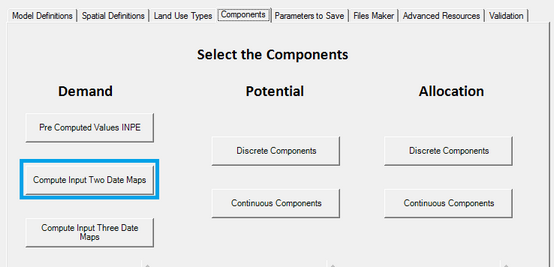 Model Definitions Spatial Definitions Land Use Types Components Parameters to Save Files Maker Advanced Resources Validation
Select the Components
Demand Potential Allocation
Pre Computed Values INPE
Discrete Components Discrete Components
Compute Input Two Date Maps
Continuous Components Continuous Components
Compute Input Three Date
Maps